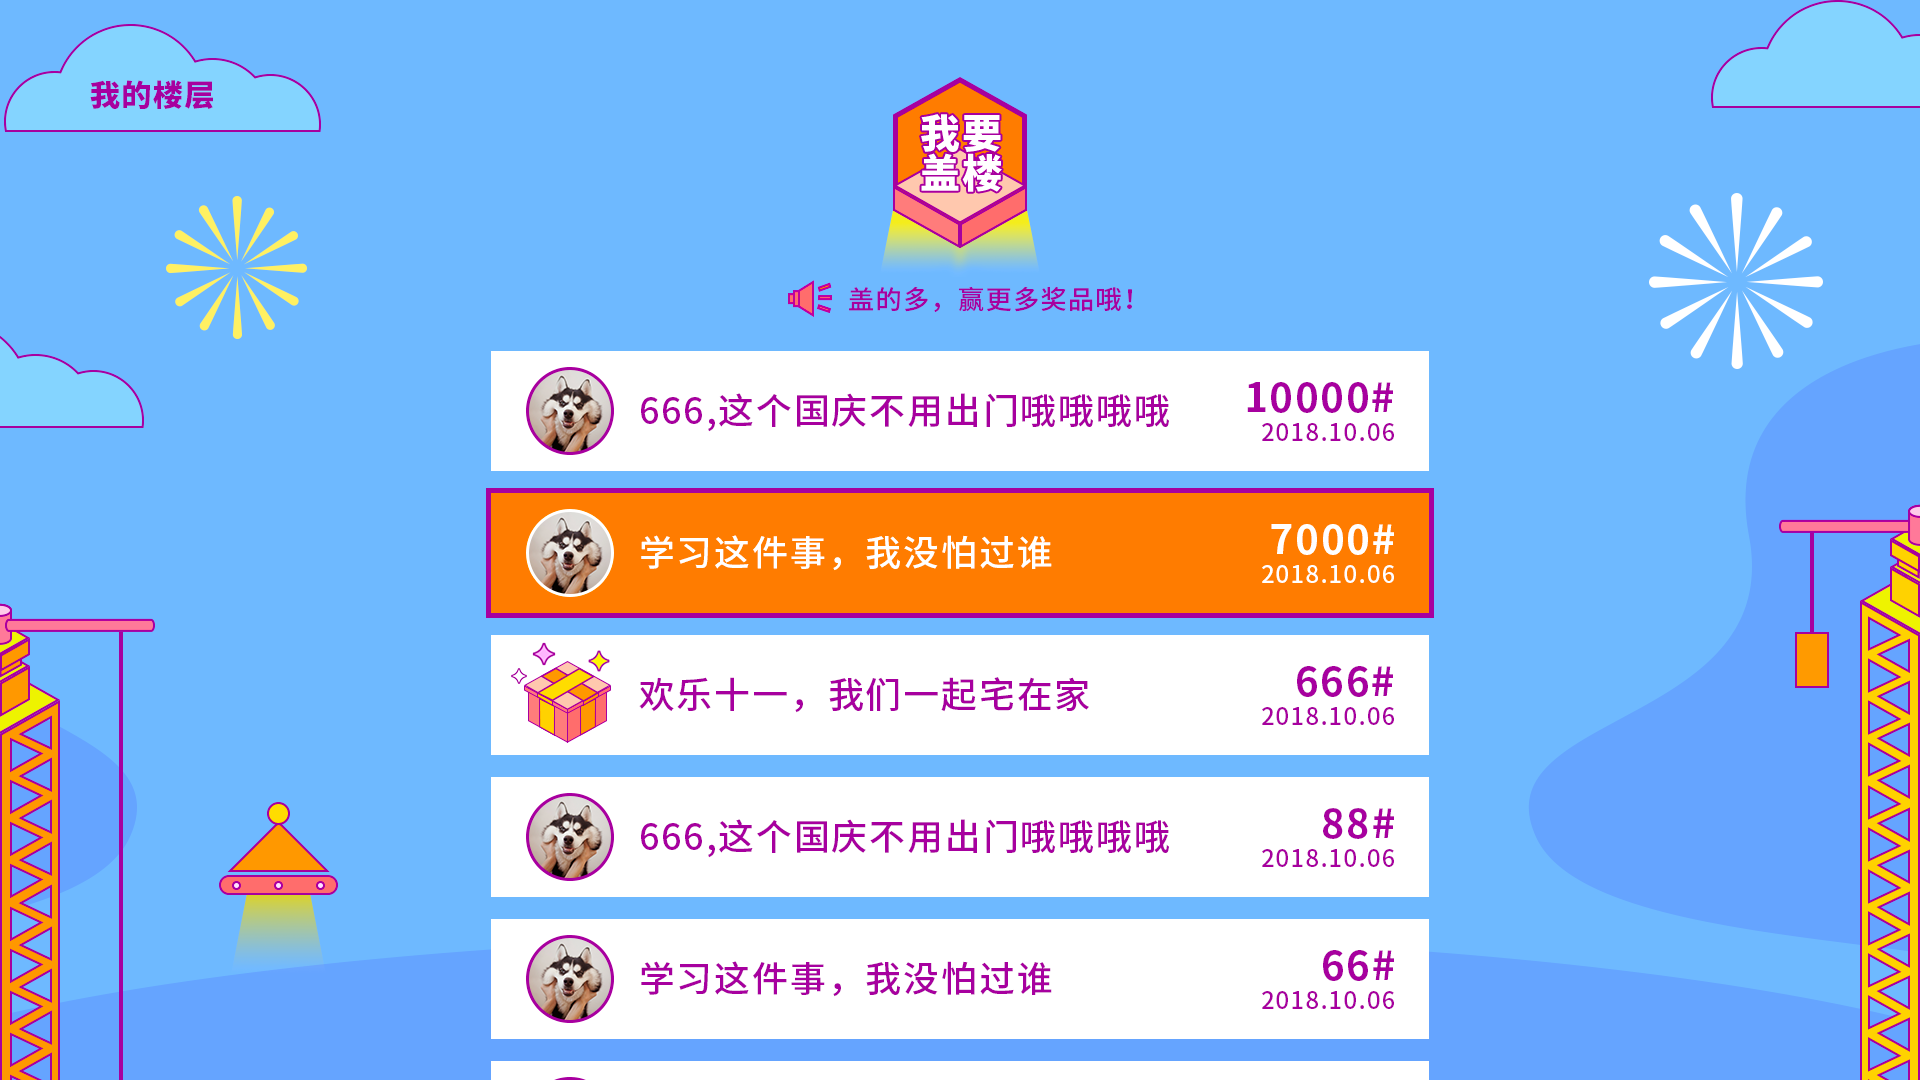 我的楼层
我要
盖楼
盖的多，赢更多奖品哦！
666,这个国庆不用出门哦哦哦哦
10000#
2018.10.06
学习这件事，我没怕过谁
7000#
2018.10.06
欢乐十一，我们一起宅在家
666#
2018.10.06
666,这个国庆不用出门哦哦哦哦
88#
2018.10.06
学习这件事，我没怕过谁
66#
2018.10.06